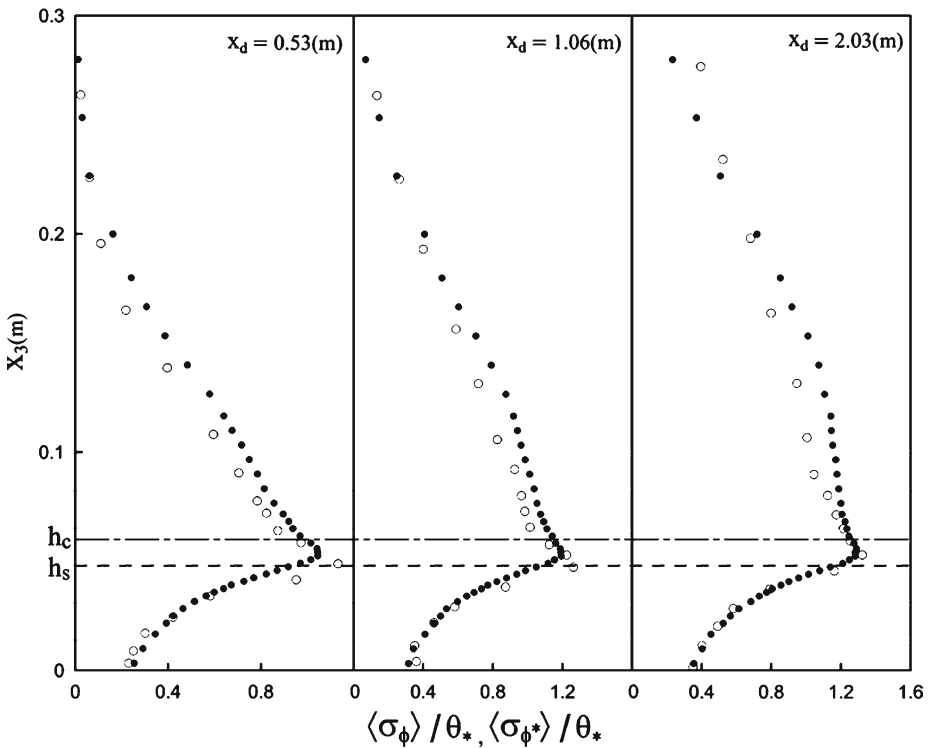 0.3
x_d = 0.53(m)
x_d = 1.06(m)
x_d = 2.03(m)
0.2
X_3(m)
0.1
h_c
h_s
0
0 0.4 0.8 0.4 0.8 1.2 0.4 0.8 1.2 1.6
⟨σ_ϕ⟩ / θ_* , ⟨σ_ϕ*⟩ / θ_*